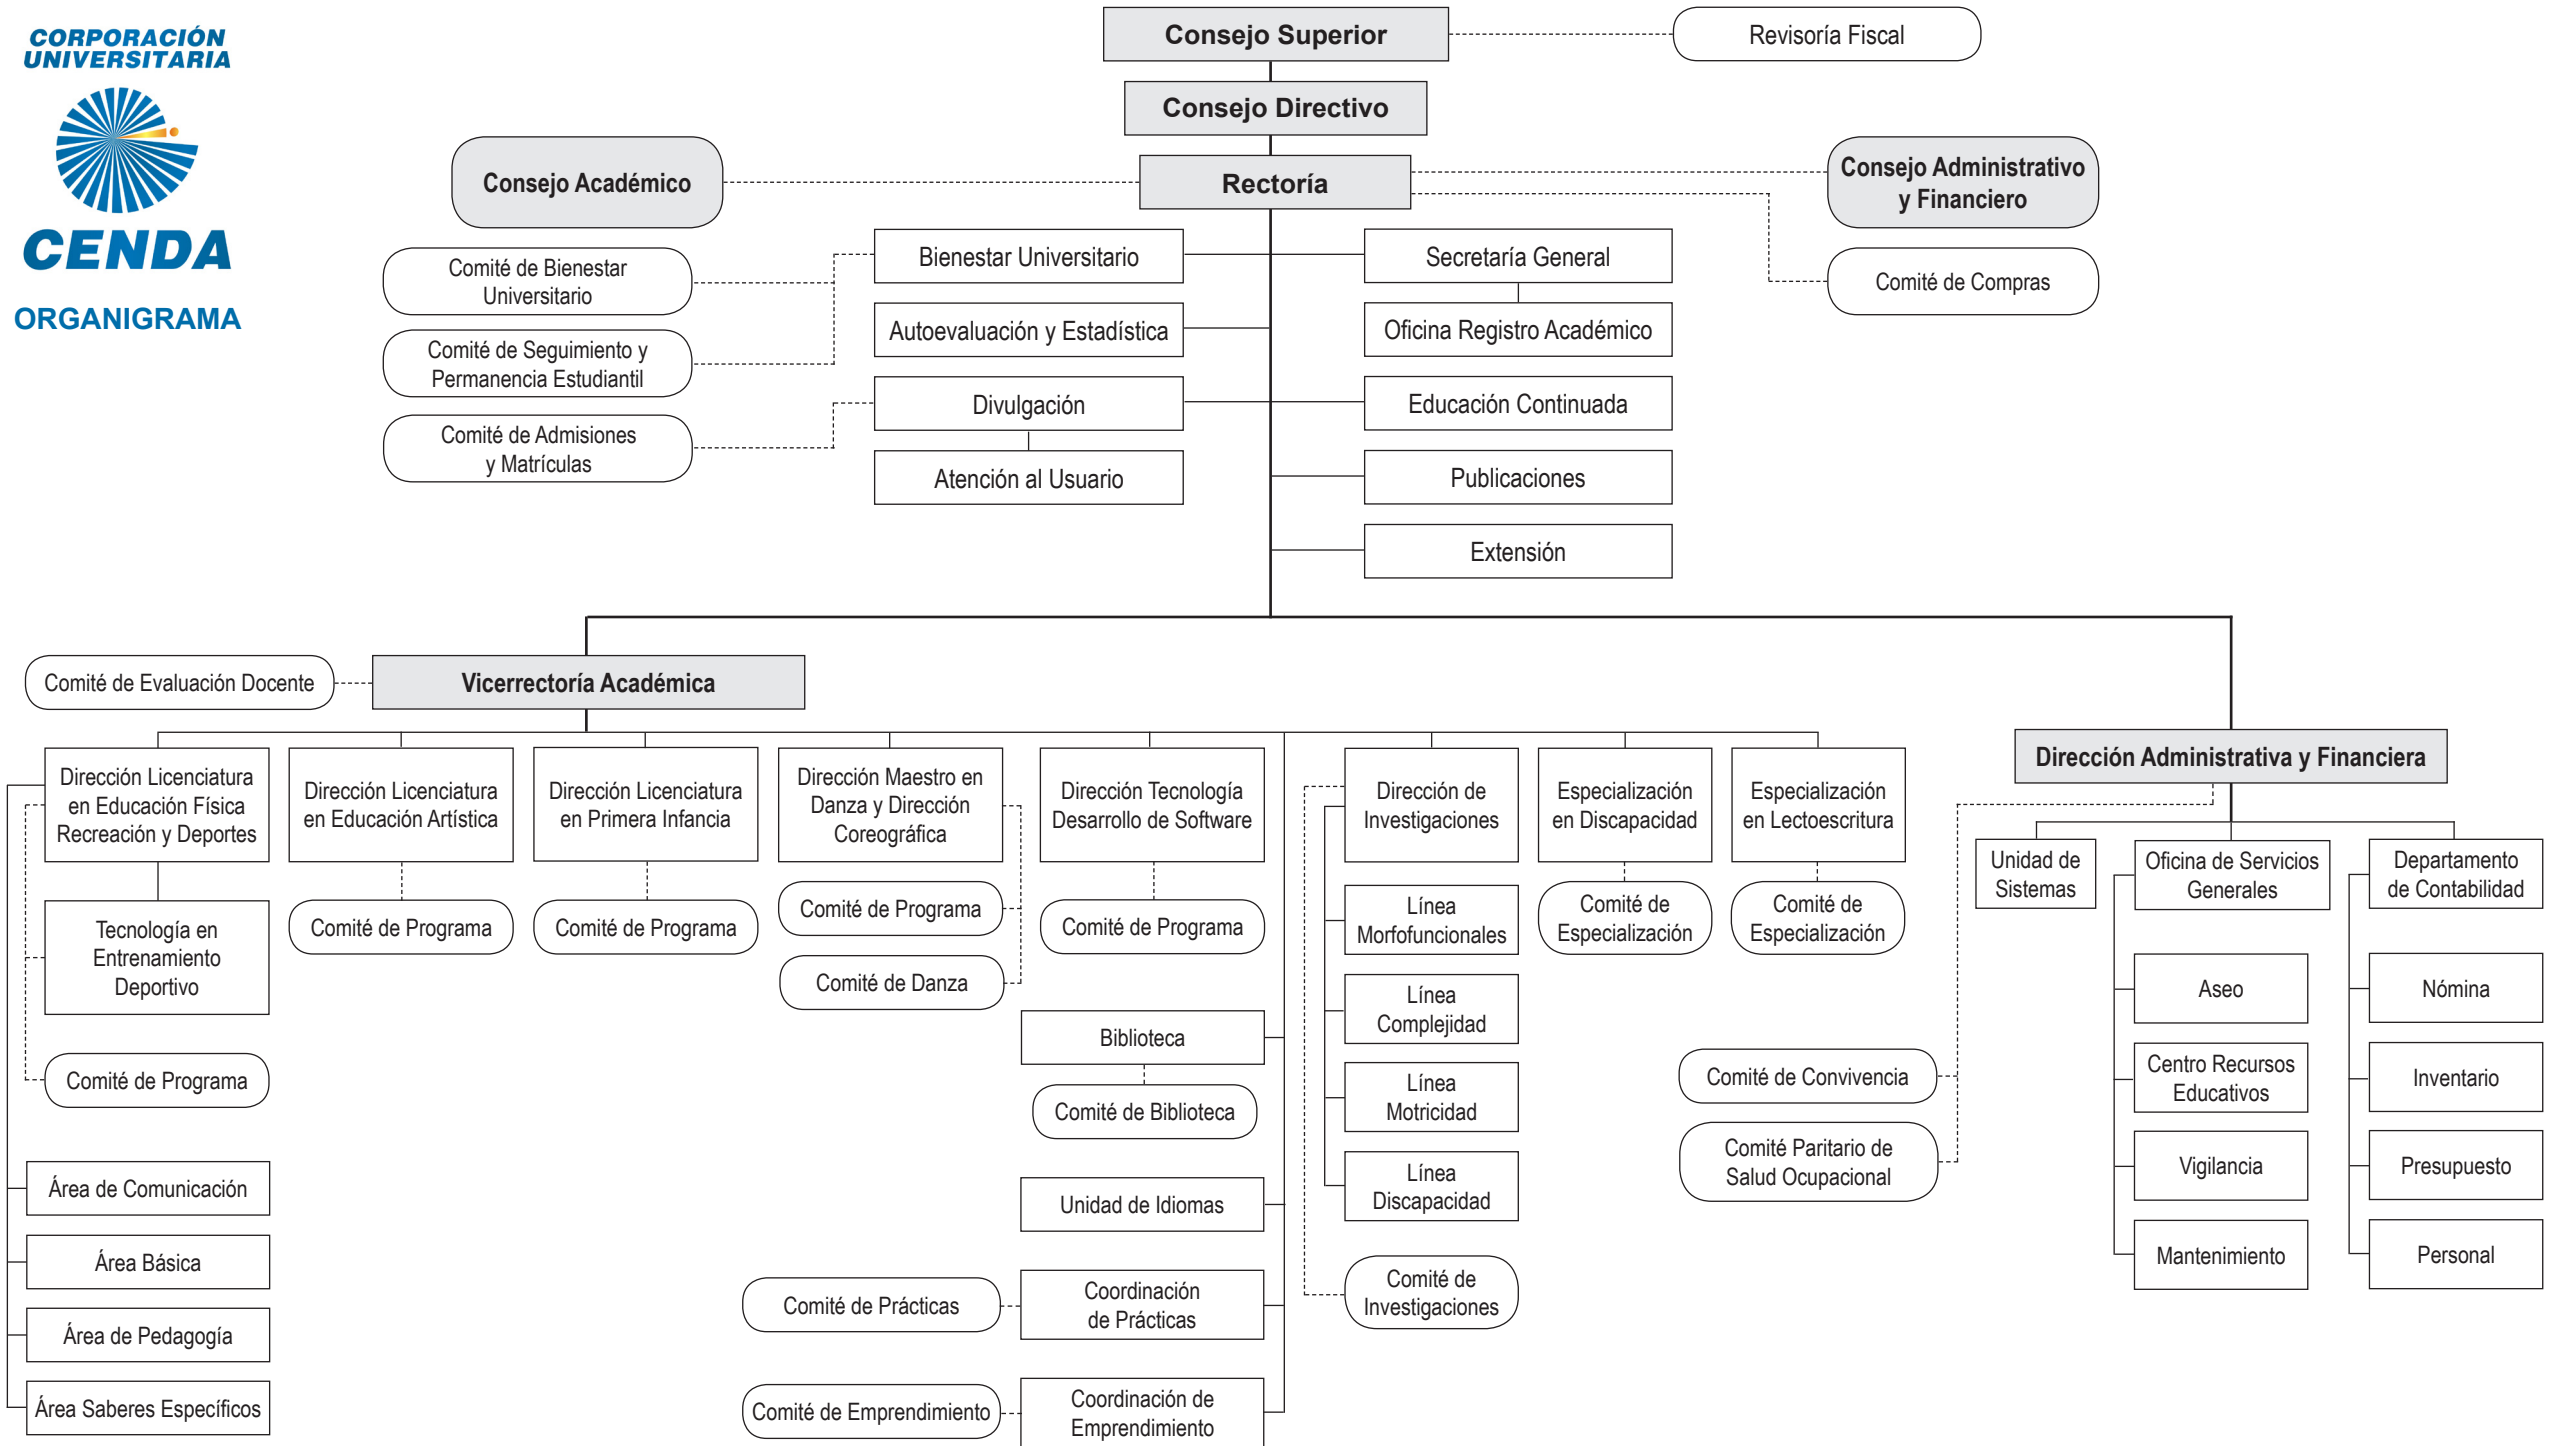 CORPORACIÓN
UNIVERSITARIA
CENDA
ORGANIGRAMA
Consejo Superior
Revisoría Fiscal
Consejo Directivo
Consejo Académico
Rectoría
Consejo Administrativo
y Financiero
Comité de Compras
Bienestar Universitario
Secretaría General
Comité de Bienestar
Universitario
Autoevaluación y Estadística
Oficina Registro Académico
Comité de Seguimiento y
Permanencia Estudiantil
Divulgación
Educación Continuada
Comité de Admisiones
y Matrículas
Atención al Usuario
Publicaciones
Extensión
Comité de Evaluación Docente
Vicerrectoría Académica
Dirección Administrativa y Financiera
Dirección Licenciatura
en Educación Física
Recreación y Deportes
Dirección Licenciatura
en Educación Artística
Dirección Licenciatura
en Primera Infancia
Dirección Maestro en
Danza y Dirección
Coreográfica
Dirección Tecnología
Desarrollo de Software
Dirección de
Investigaciones
Especialización
en Discapacidad
Especialización
en Lectoescritura
Unidad de
Sistemas
Oficina de Servicios
Generales
Departamento
de Contabilidad
Tecnología en
Entrenamiento
Deportivo
Comité de Programa
Comité de Programa
Comité de Programa
Comité de Danza
Comité de Programa
Línea
Morfofuncionales
Comité de
Especialización
Comité de
Especialización
Aseo
Nómina
Biblioteca
Línea
Complejidad
Comité de Programa
Comité de Biblioteca
Línea
Motricidad
Comité de Convivencia
Centro Recursos
Educativos
Inventario
Comité Paritario de
Salud Ocupacional
Vigilancia
Presupuesto
Área de Comunicación
Unidad de Idiomas
Línea
Discapacidad
Área Básica
Mantenimiento
Personal
Comité de Prácticas
Coordinación
de Prácticas
Comité de
Investigaciones
Área de Pedagogía
Área Saberes Específicos
Comité de Emprendimiento
Coordinación de
Emprendimiento